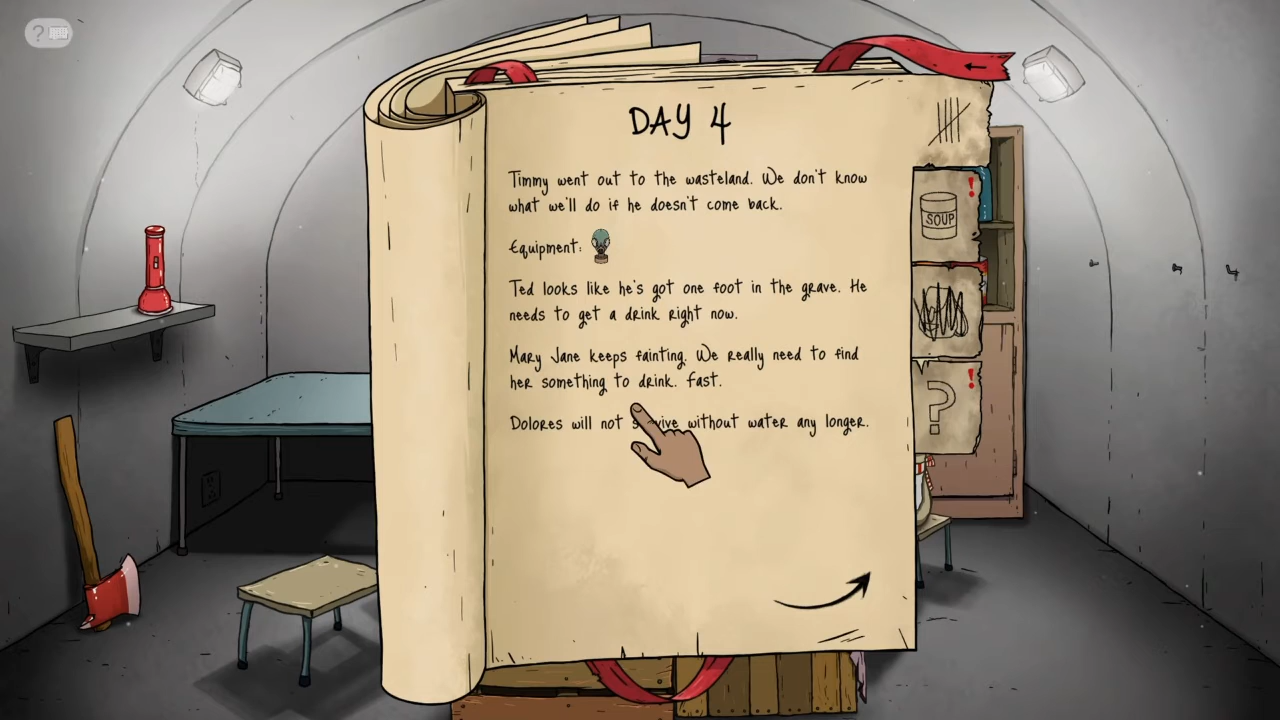 DAY 4
Timmy went out to the wasteland. We don't know
what we'll do if he doesn't come back.
Equipment:
Ted looks like he's got one foot in the grave. He
needs to get a drink right now.
Mary Jane keeps fainting. We really need to find
her something to drink. Fast.
Dolores will not survive without water any longer.
SOUP
!
?
!
?